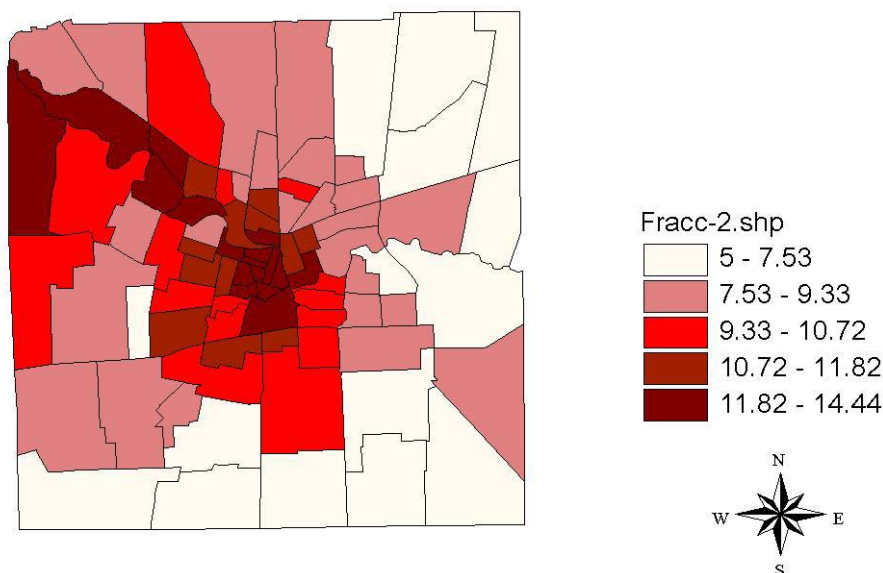 Fracc-2.shp
5 - 7.53
7.53 - 9.33
9.33 - 10.72
10.72 - 11.82
11.82 - 14.44
N
W E
S